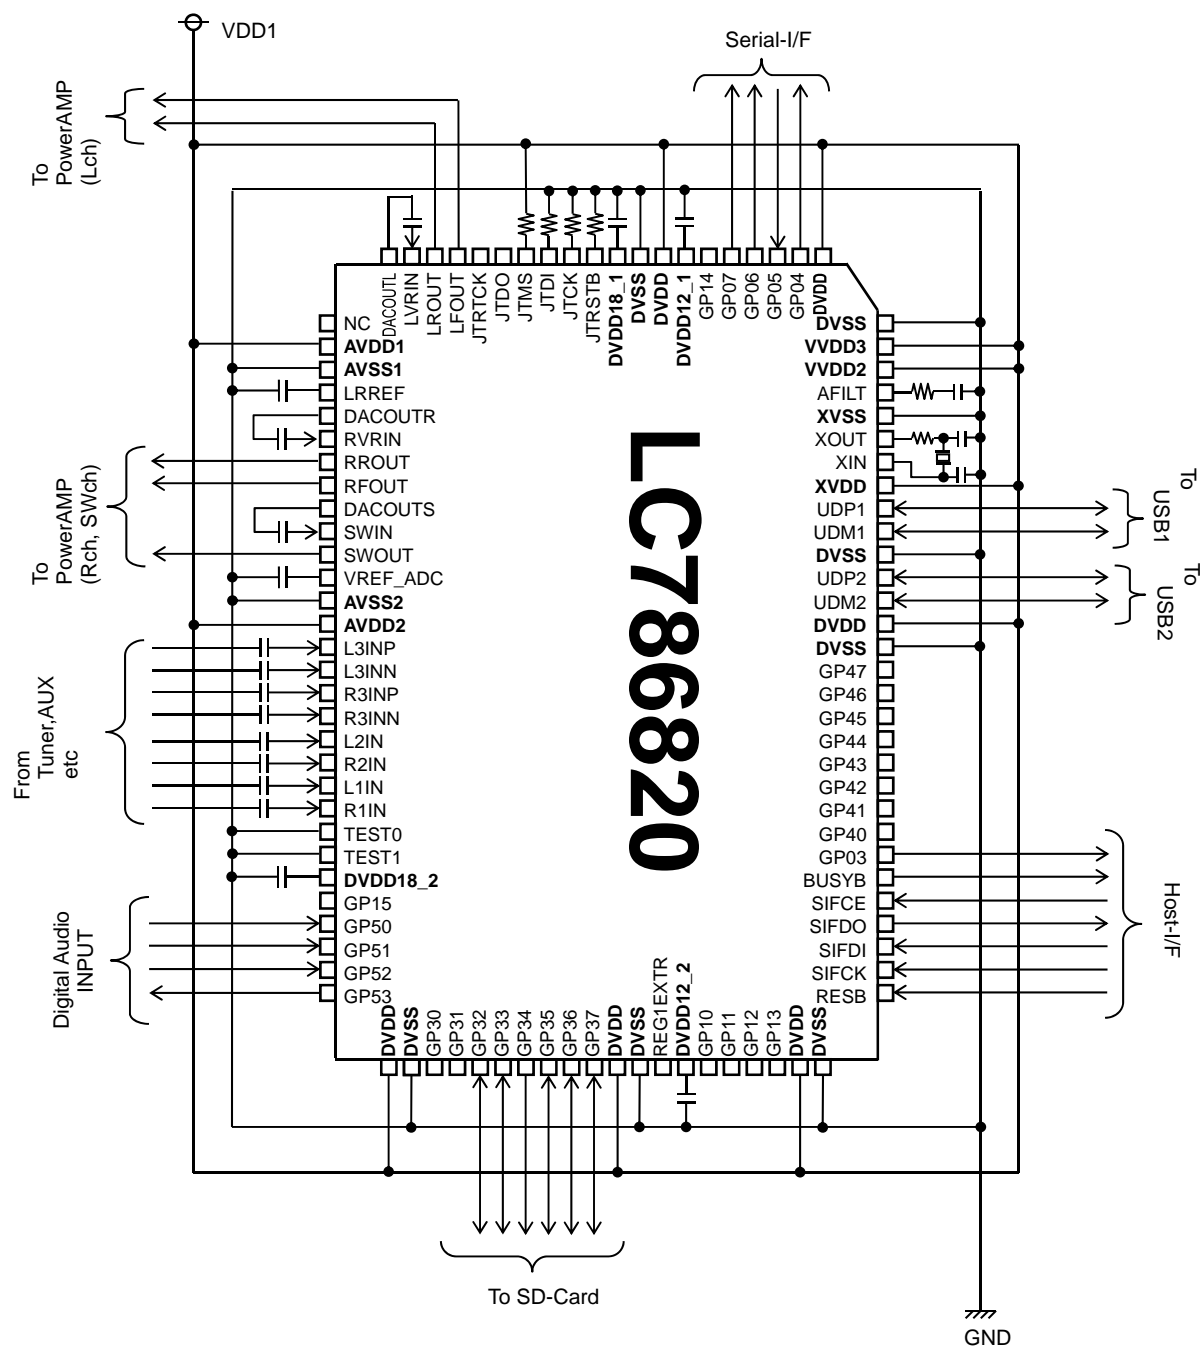 VDD1
Serial-I/F
To
PowerAMP
(Lch)
DACOUTL
LVRIN
LROUT
LFOUT
JTRTCK
JTDO
JTMS
JTDI
JTCK
JTRSTB
DVDD18_1
DVSS
DVDD
DVDD12_1
GP14
GP07
GP06
GP05
GP04
DVDD
NC
AVDD1
AVSS1
LRREF
DACOUTR
RVRIN
RROUT
RFOUT
DACOUTS
SWIN
SWOUT
VREF_ADC
AVSS2
AVDD2
L3INP
L3INN
R3INP
R3INN
L2IN
R2IN
L1IN
R1IN
TEST0
TEST1
DVDD18_2
GP15
GP50
GP51
GP52
GP53
To
PowerAMP
(Rch, SWch)
From
Tuner,AUX
etc
Digital Audio
INPUT
LC786820
DVSS
VVDD3
VVDD2
AFILT
XVSS
XOUT
XIN
XVDD
UDP1
UDM1
DVSS
UDP2
UDM2
DVDD
DVSS
GP47
GP46
GP45
GP44
GP43
GP42
GP41
GP40
GP03
BUSYB
SIFCE
SIFDO
SIFDI
SIFCK
RESB
To
USB1
To
USB2
Host-I/F
DVDD
DVSS
GP30
GP31
GP32
GP33
GP34
GP35
GP36
GP37
DVDD
DVSS
REG1EXTR
DVDD12_2
GP10
GP11
GP12
GP13
DVDD
DVSS
To SD-Card
GND